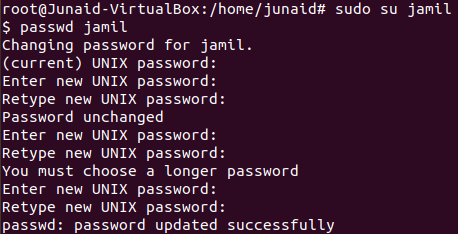 root@Junaid-VirtualBox:/home/junaid# sudo su jamil
$ passwd jamil
Changing password for jamil.
(current) UNIX password:
Enter new UNIX password:
Retype new UNIX password:
Password unchanged
Enter new UNIX password:
Retype new UNIX password:
You must choose a longer password
Enter new UNIX password:
Retype new UNIX password:
passwd: password updated successfully